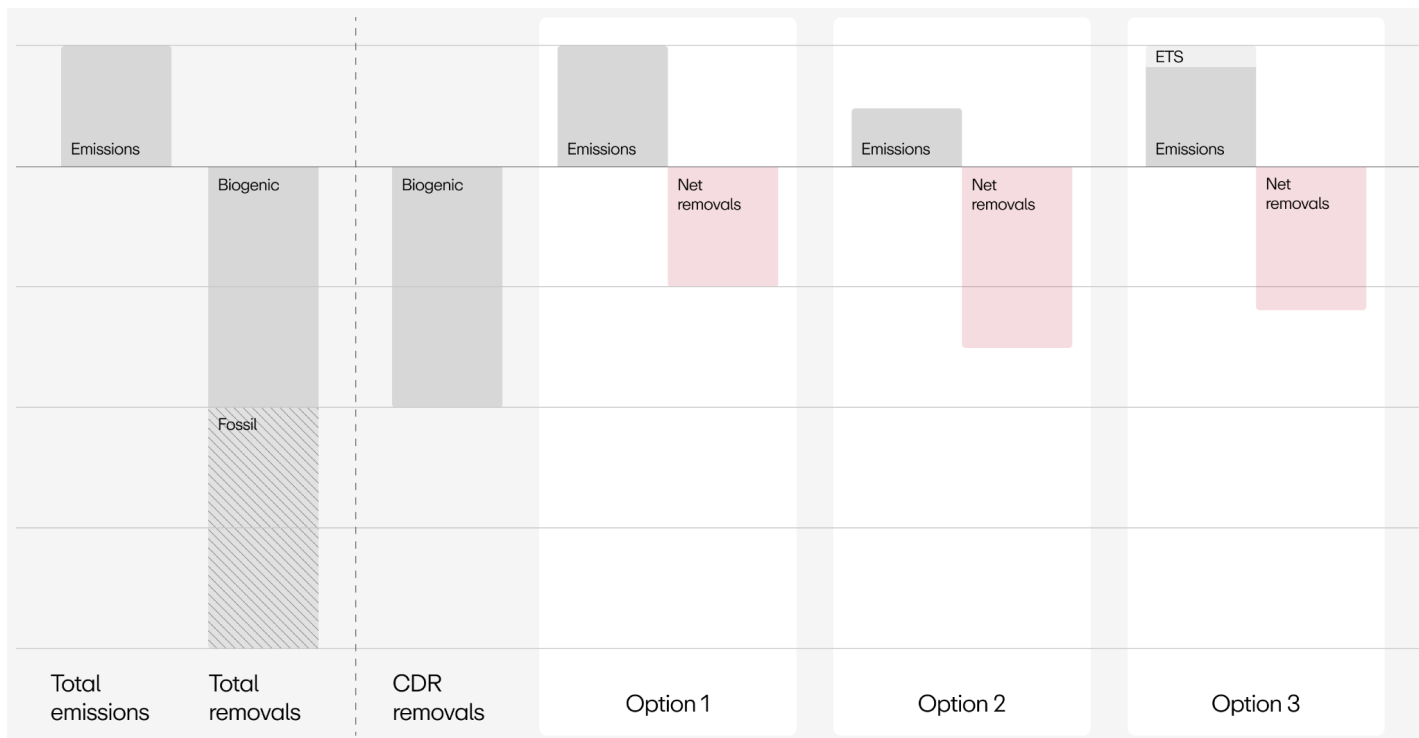 ETS
Emissions
Emissions
Emissions
Emissions
Biogenic
Biogenic
Net
removals
Net
removals
Net
removals
Fossil
Total
emissions
Total
removals
CDR
removals
Option 1
Option 2
Option 3